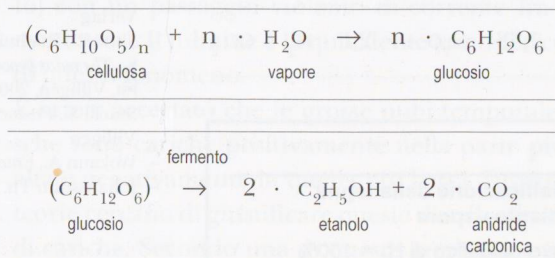 (C₆H₁₀O₅)ₙ + n · H₂O → n · C₆H₁₂O₆
cellulosa vapore glucosio
fermento
(C₆H₁₂O₆) → 2 · C₂H₅OH + 2 · CO₂
glucosio etanolo anidride
carbonica